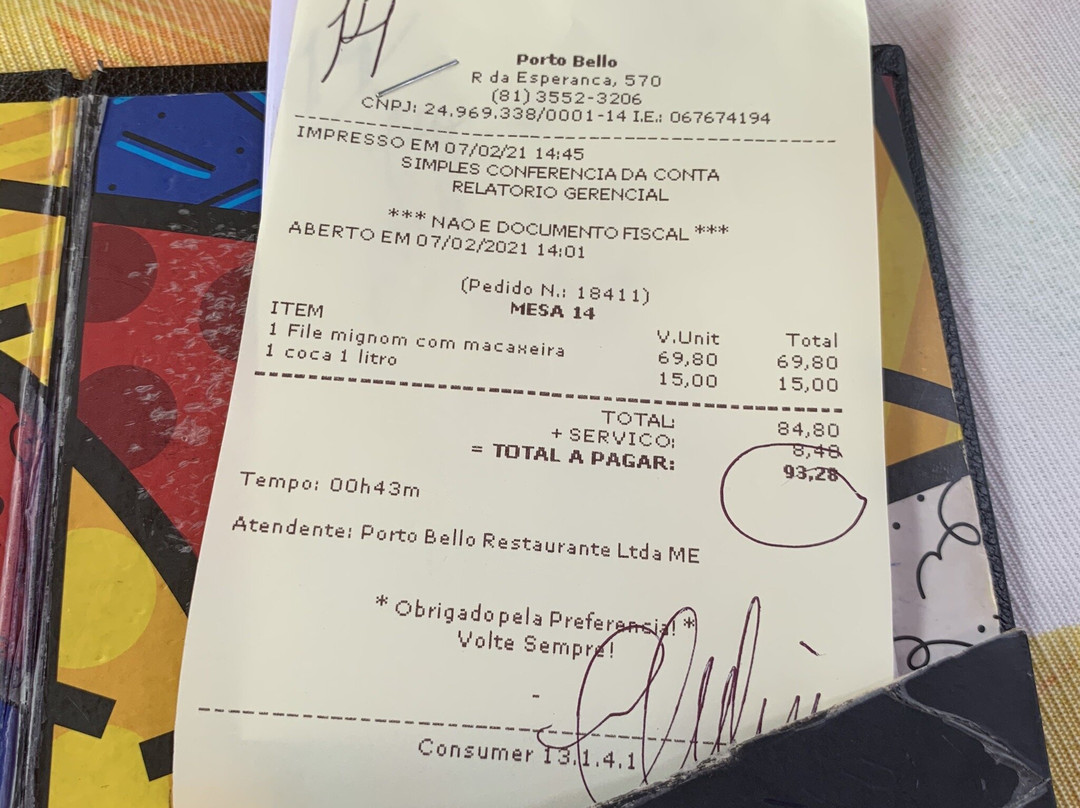 14
Porto Bello
R da Esperanca, 570
(81) 3552-3206
CNPJ: 24.969.338/0001-14 I.E.: 067674194
IMPRESSO EM 07/02/21 14:45
SIMPLES CONFERENCIA DA CONTA
RELATORIO GERENCIAL
*** NAO E DOCUMENTO FISCAL ***
ABERTO EM 07/02/2021 14:01
(Pedido N.: 18411)
MESA 14
ITEM V.Unit Total
1 File mignom com macaxeira 69,80 69,80
1 coca 1 litro 15,00 15,00
TOTAL: 84,80
+ SERVICO: 8,48
= TOTAL A PAGAR: 93,28
Tempo: 00h43m
Atendente: Porto Bello Restaurante Ltda ME
* Obrigado pela Preferencia! *
Volte Sempre!
Consumer 13.1.4.1